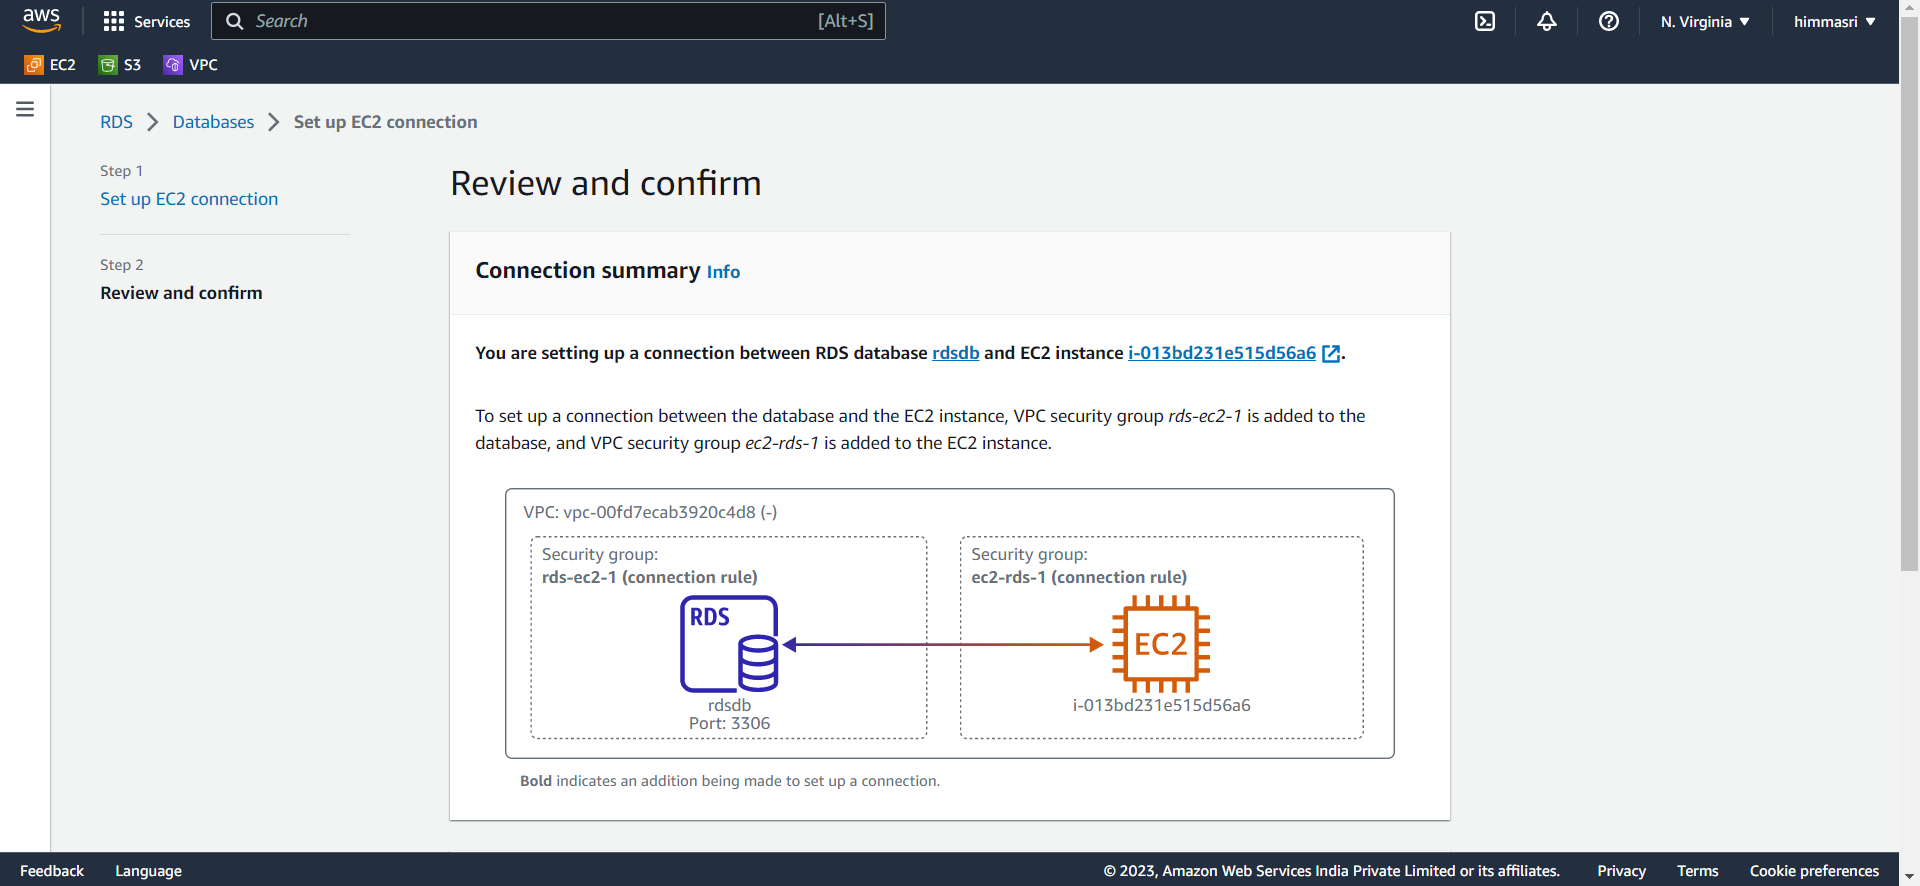 aws
Services
Search
[Alt+S]
N. Virginia ▼
himmasri ▼
EC2
S3
VPC
RDS > Databases > Set up EC2 connection
Step 1
Set up EC2 connection
Step 2
Review and confirm
Review and confirm
Connection summary Info
You are setting up a connection between RDS database rdsdb and EC2 instance i-013bd231e515d56a6.
To set up a connection between the database and the EC2 instance, VPC security group rds-ec2-1 is added to the
database, and VPC security group ec2-rds-1 is added to the EC2 instance.
VPC: vpc-00fd7ecab3920c4d8 (-)
Security group:
rds-ec2-1 (connection rule)
RDS
rdsdb
Port: 3306
Security group:
ec2-rds-1 (connection rule)
EC2
i-013bd231e515d56a6
Bold indicates an addition being made to set up a connection.
Feedback
Language
© 2023, Amazon Web Services India Private Limited or its affiliates.
Privacy
Terms
Cookie preferences